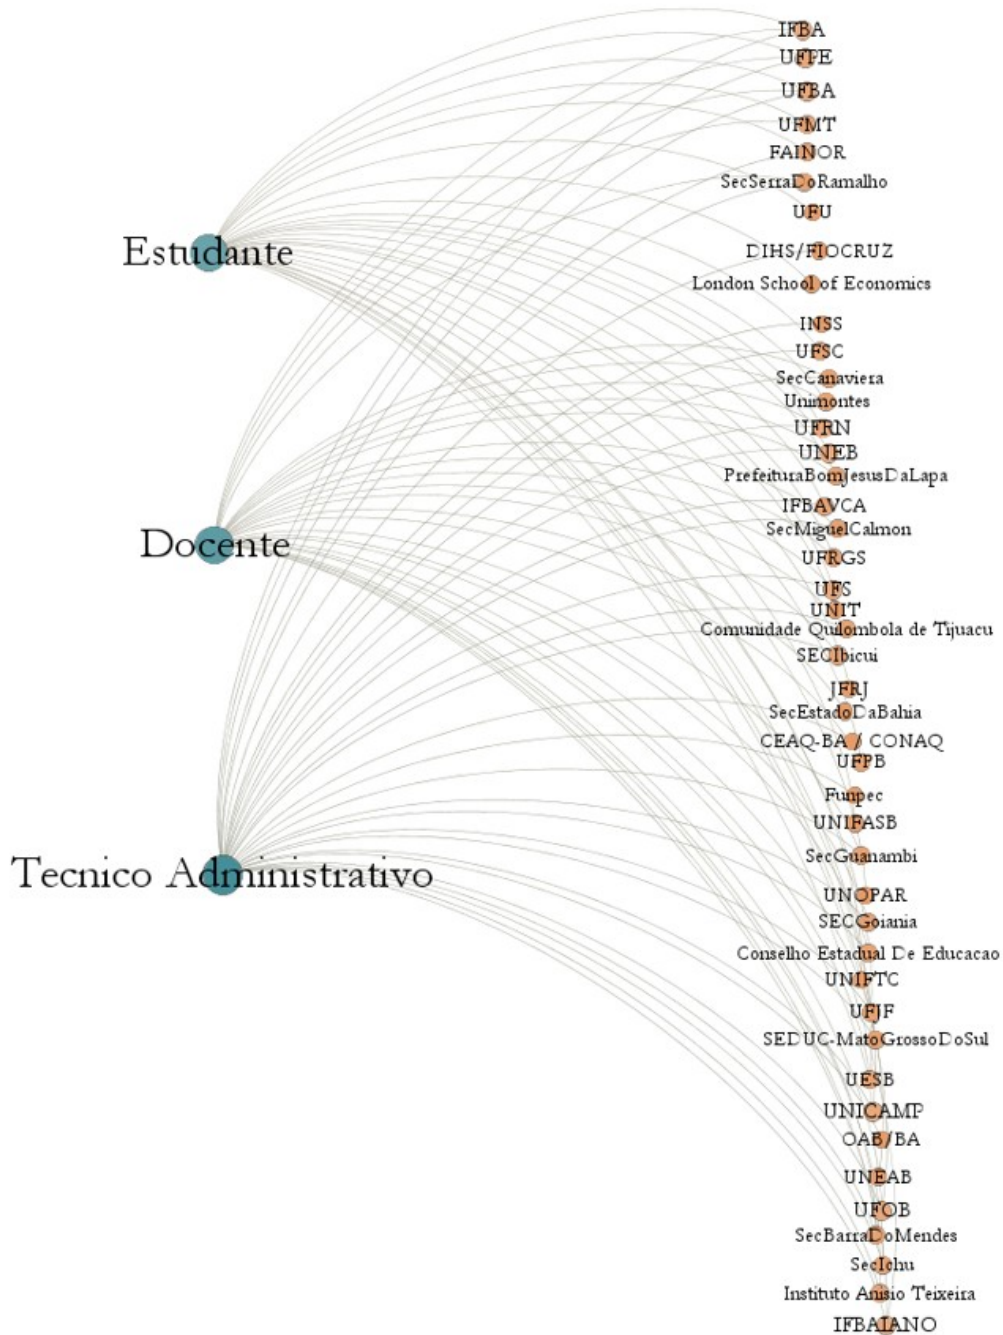 IFBA
UFPE
UFBA
UFMT
FAINOR
SecSerraDoRamalho
UFU
Estudante
DIHS/FIOCRUZ
London School of Economics
INSS
UFSC
SecCanaviera
Unimontes
UFRN
UNEB
PrefeituraBomJesusDaLapa
IFBAVCA
SecMiguelCalmon
Docente
UFRGS
UFS
UNIT
Comunidade Quilombola de Tijuacu
SECIbicui
JFRJ
SecEstadoDaBahia
CEAQ-BA / CONAQ
UFPB
Funpec
UNIFASB
SecGuanambi
Tecnico Administrativo
UNOPAR
SECGoiania
Conselho Estadual De Educacao
UNIFTC
UFJF
SEDUC-MatoGrossoDoSul
UESB
UNICAMP
OAB/BA
UNEAB
UFOB
SecBarraDoMendes
SecIchu
Instituto Anisio Teixeira
IFBAIANO